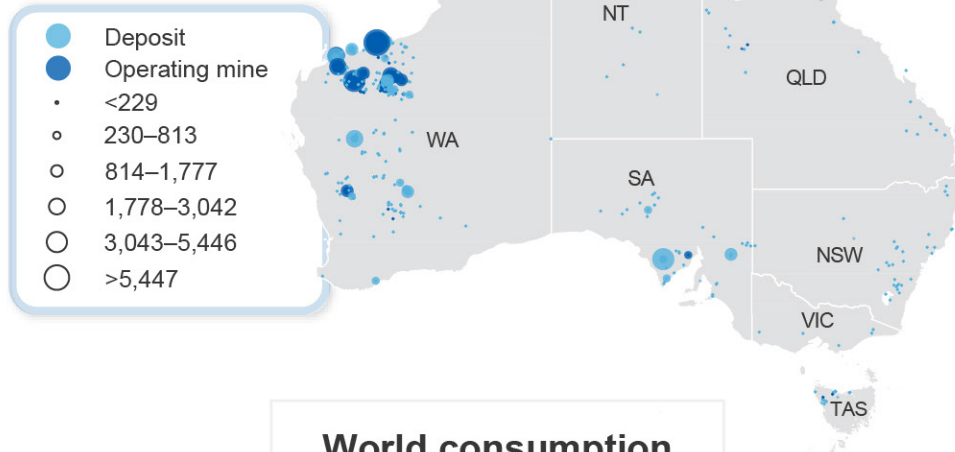 Deposit
Operating mine
<229
230–813
814–1,777
1,778–3,042
3,043–5,446
>5,447
NT
QLD
WA
SA
NSW
VIC
TAS
World consumption